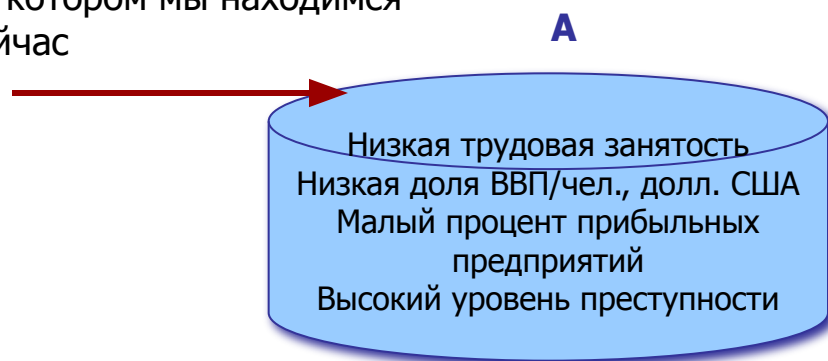 котором мы находимся
А
йчас
Низкая трудовая занятость
Низкая доля ВВП/чел., долл. США
Малый процент прибыльных
предприятий
Высокий уровень преступности